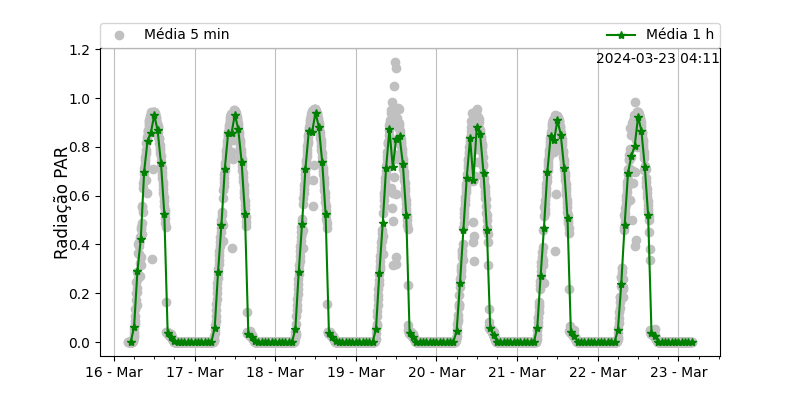 Média 5 min
Média 1 h
2024-03-23 04:11
Radiação PAR
1.2
1.0
0.8
0.6
0.4
0.2
0.0
16 - Mar
17 - Mar
18 - Mar
19 - Mar
20 - Mar
21 - Mar
22 - Mar
23 - Mar